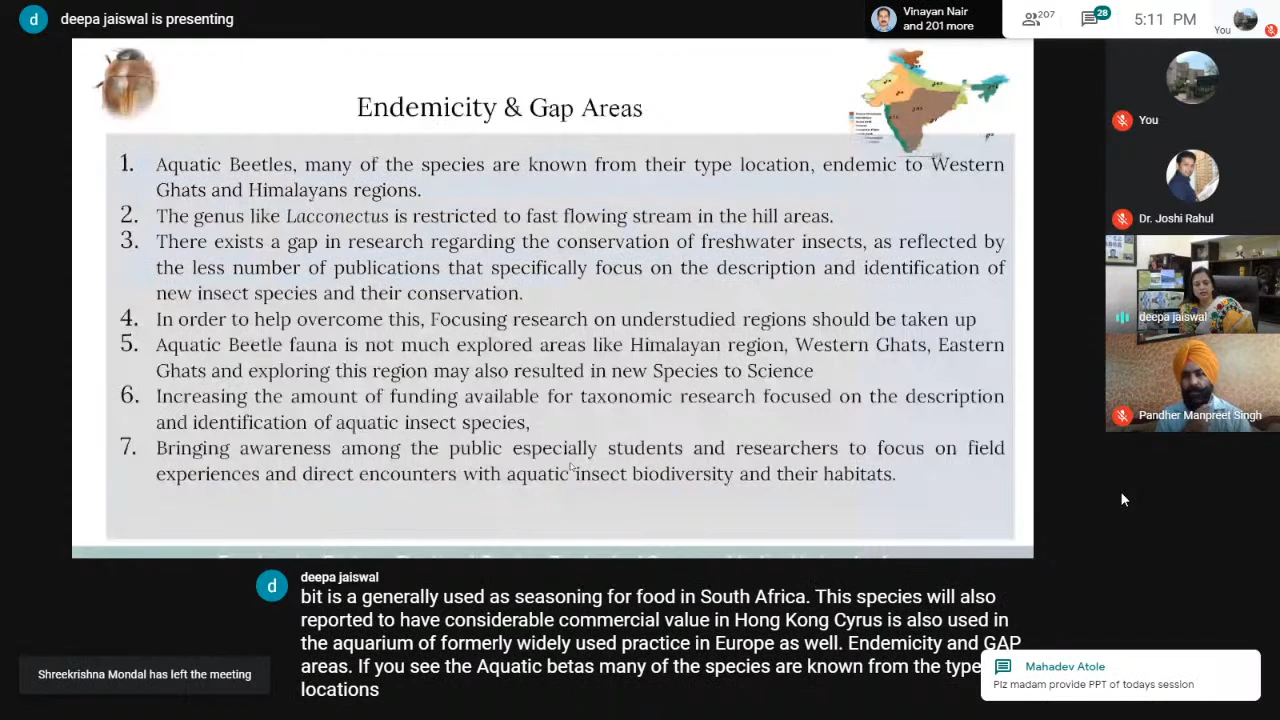 d
deepa jaiswal is presenting
Vinayan Nair
and 201 more
207
28
5:11 PM
You
Endemicity & Gap Areas
1. Aquatic Beetles, many of the species are known from their type location, endemic to Western
Ghats and Himalayans regions.
2. The genus like Lacconectus is restricted to fast flowing stream in the hill areas.
3. There exists a gap in research regarding the conservation of freshwater insects, as reflected by
the less number of publications that specifically focus on the description and identification of
new insect species and their conservation.
4. In order to help overcome this, Focusing research on understudied regions should be taken up
5. Aquatic Beetle fauna is not much explored areas like Himalayan region, Western Ghats, Eastern
Ghats and exploring this region may also resulted in new Species to Science
6. Increasing the amount of funding available for taxonomic research focused on the description
and identification of aquatic insect species,
7. Bringing awareness among the public especially students and researchers to focus on field
experiences and direct encounters with aquatic insect biodiversity and their habitats.
You
Dr. Joshi Rahul
deepa jaiswal
Pandher Manpreet Singh
d
deepa jaiswal
bit is a generally used as seasoning for food in South Africa. This species will also
reported to have considerable commercial value in Hong Kong Cyrus is also used in
the aquarium of formerly widely used practice in Europe as well. Endemicity and GAP
areas. If you see the Aquatic betas many of the species are known from the type
locations
Shreekrishna Mondal has left the meeting
Mahadev Atole
Plz madam provide PPT of todays session